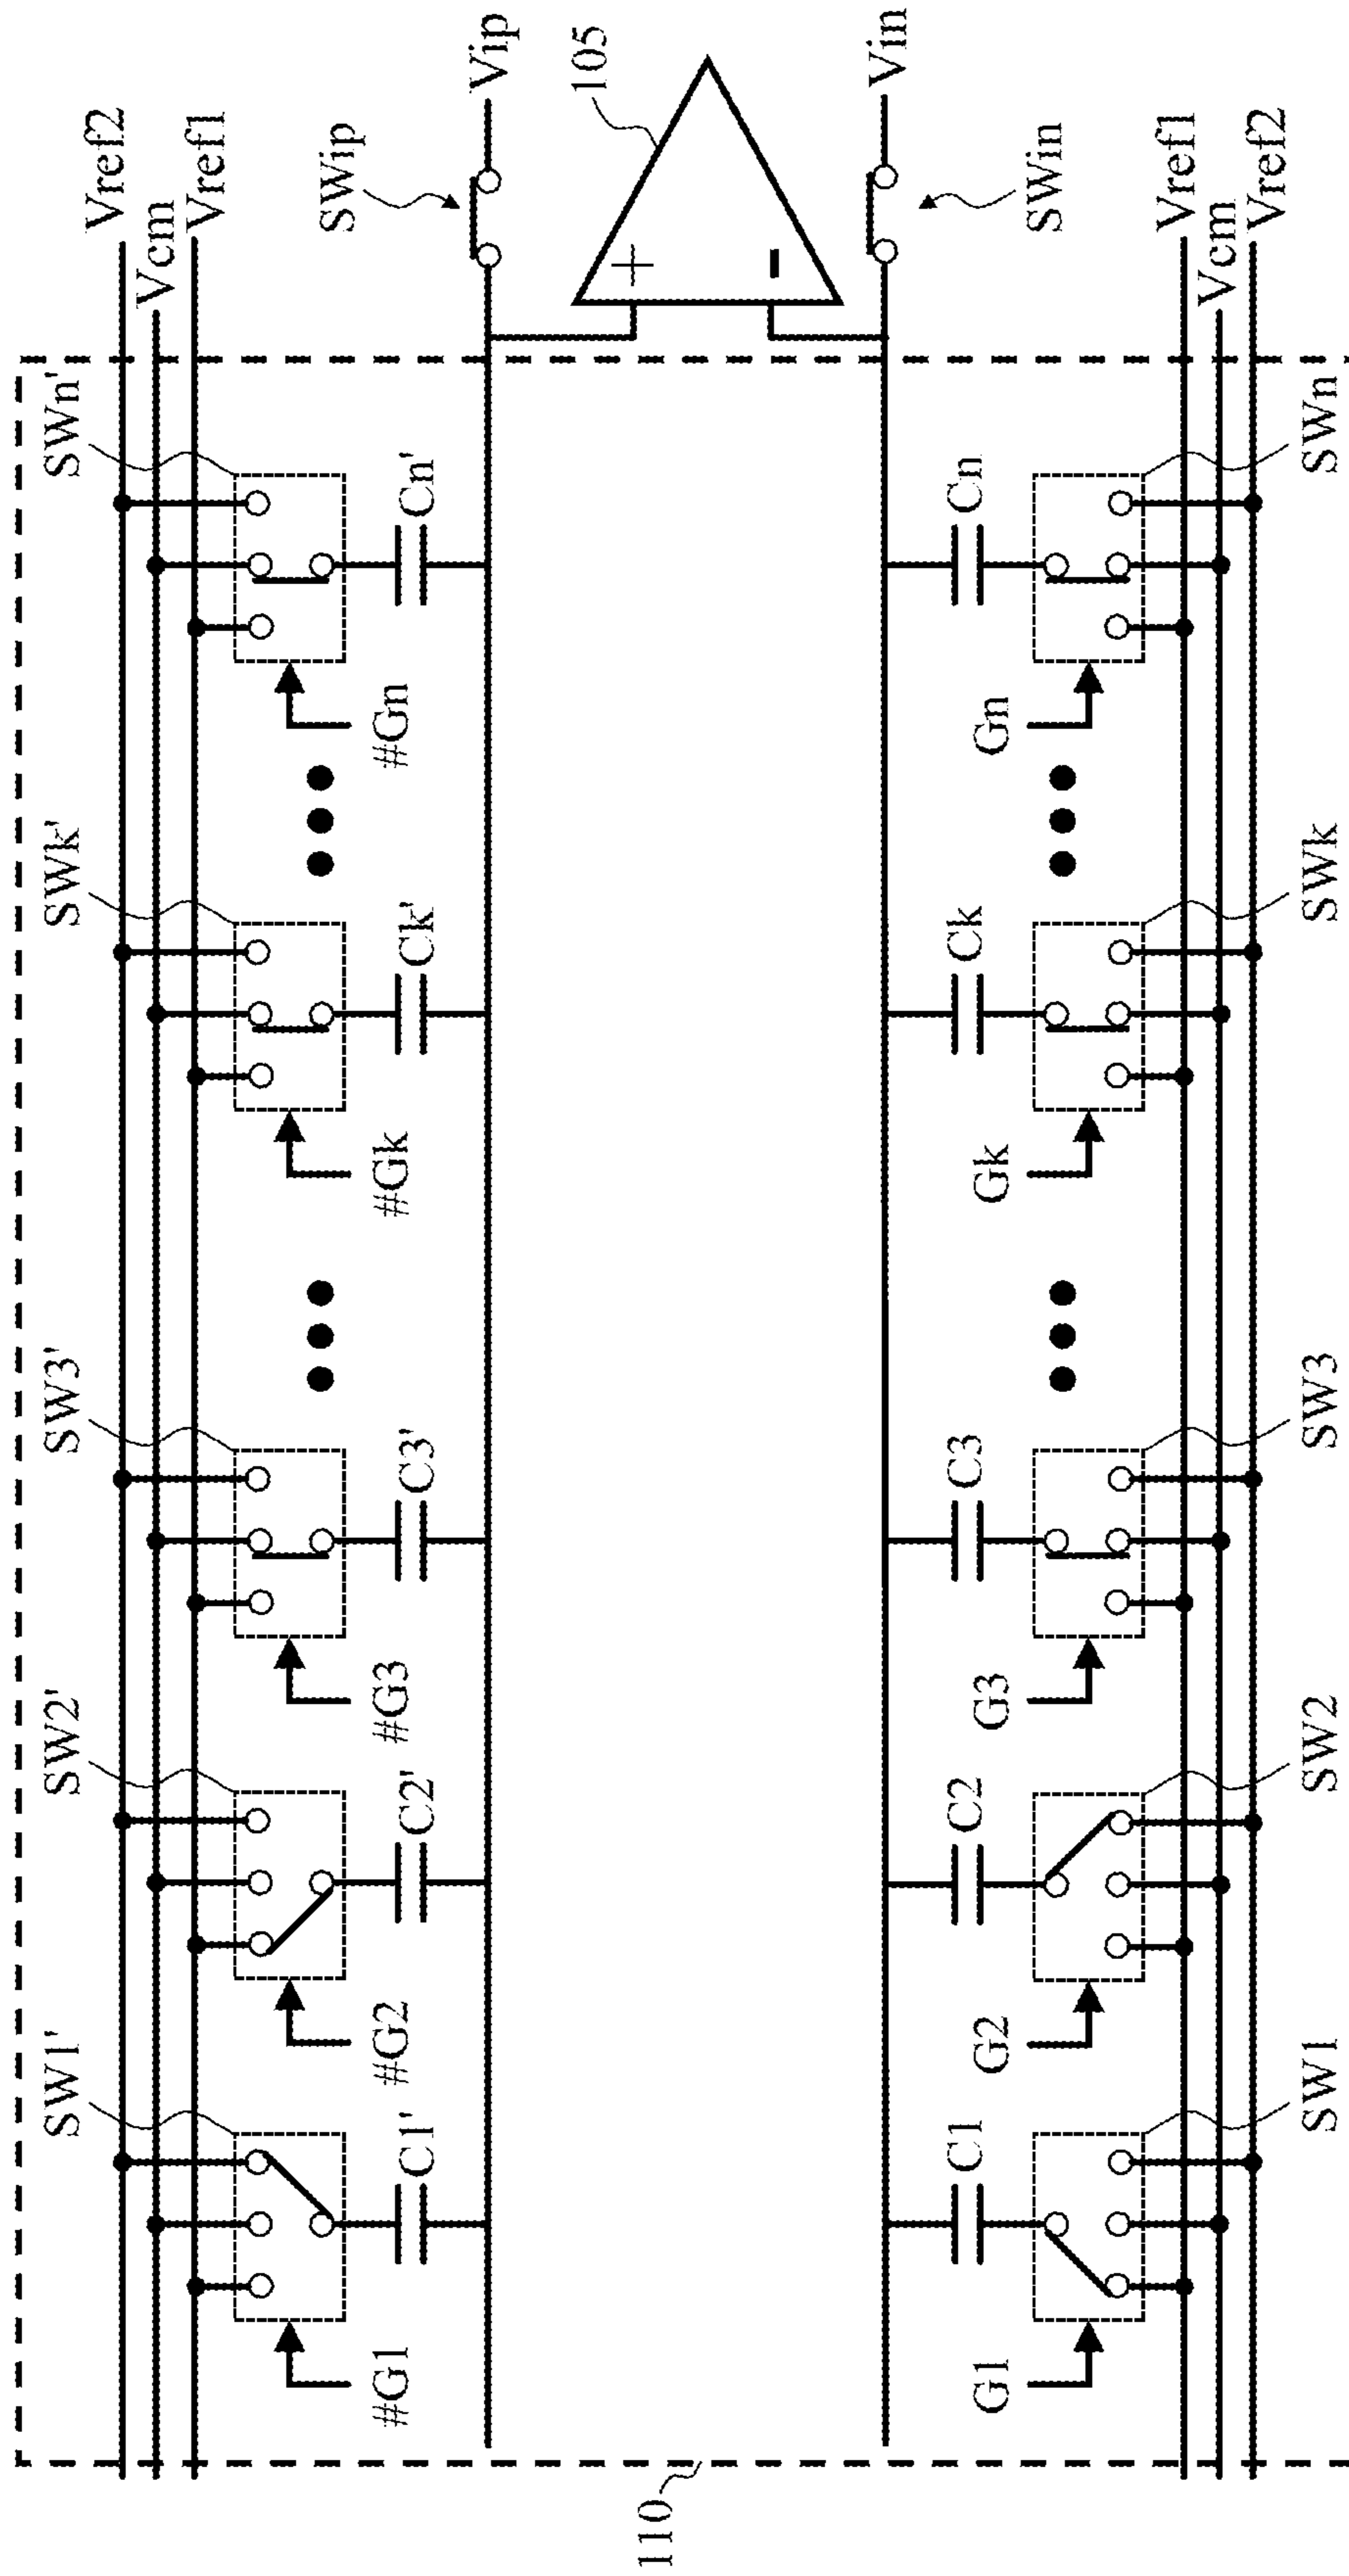 SW1'
SW2'
SW3'
SWk'
SWn'
Vref2
Vcm
Vref1
#G1
C1'
#G2
C2'
#G3
C3'
#Gk
Ck'
#Gn
Cn'
SWip
Vip
105
+
-
110
Vin
SWin
G1
C1
G2
C2
G3
C3
Gk
Ck
Gn
Cn
Vref1
Vcm
Vref2
SW1
SW2
SW3
SWk
SWn